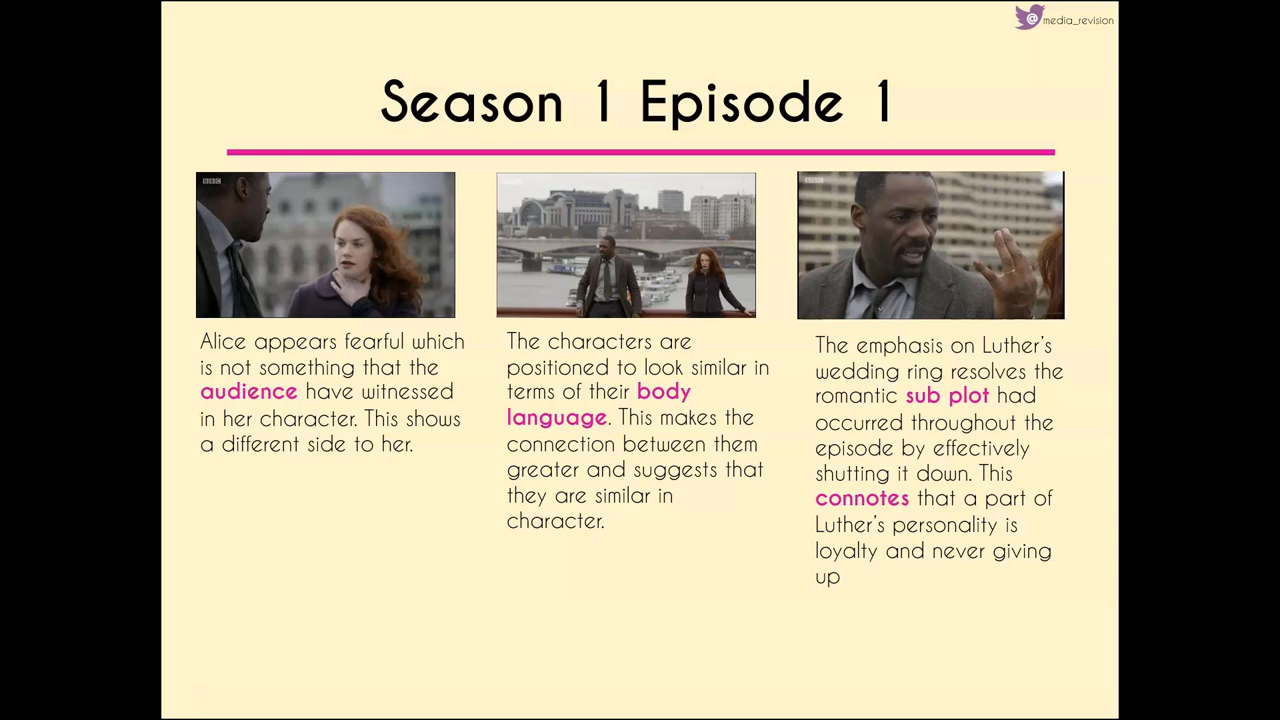 @media_revision
Season 1 Episode 1
BBC
BBC
Alice appears fearful which
is not something that the
audience have witnessed
in her character. This shows
a different side to her.
The characters are
positioned to look similar in
terms of their body
language. This makes the
connection between them
greater and suggests that
they are similar in
character.
The emphasis on Luther's
wedding ring resolves the
romantic sub plot had
occurred throughout the
episode by effectively
shutting it down. This
connotes that a part of
Luther's personality is
loyalty and never giving
up